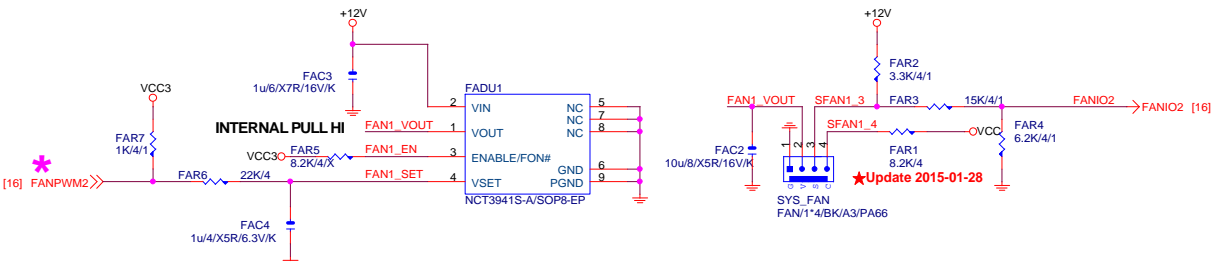 +12V
FAC3
1u/6/X7R/16V/K
VCC3
FAR7
1K/4/1
INTERNAL PULL HI
FAN1_VOUT
VCC3
FAR5
8.2K/4/X
FAN1_EN
*
[16] FANPWM2
FAR6
22K/4
FAN1_SET
FAC4
1u/4/X5R/6.3V/K
FADU1
2 VIN
1 VOUT
3 ENABLE/FON#
4 VSET
NC 5
NC 7
NC 8
GND 6
PGND 9
NCT3941S-A/SOP8-EP
+12V
FAR2
3.3K/4/1
FAN1_VOUT
SFAN1_3
FAR3
15K/4/1
FANIO2
FANIO2 [16]
SFAN1_4
VCC
FAR4
6.2K/4/1
FAR1
8.2K/4
FAC2
10u/8/X5R/16V/K
1 2 3 4
G V S C
★Update 2015-01-28
SYS_FAN
FAN/1*4/BK/A3/PA66